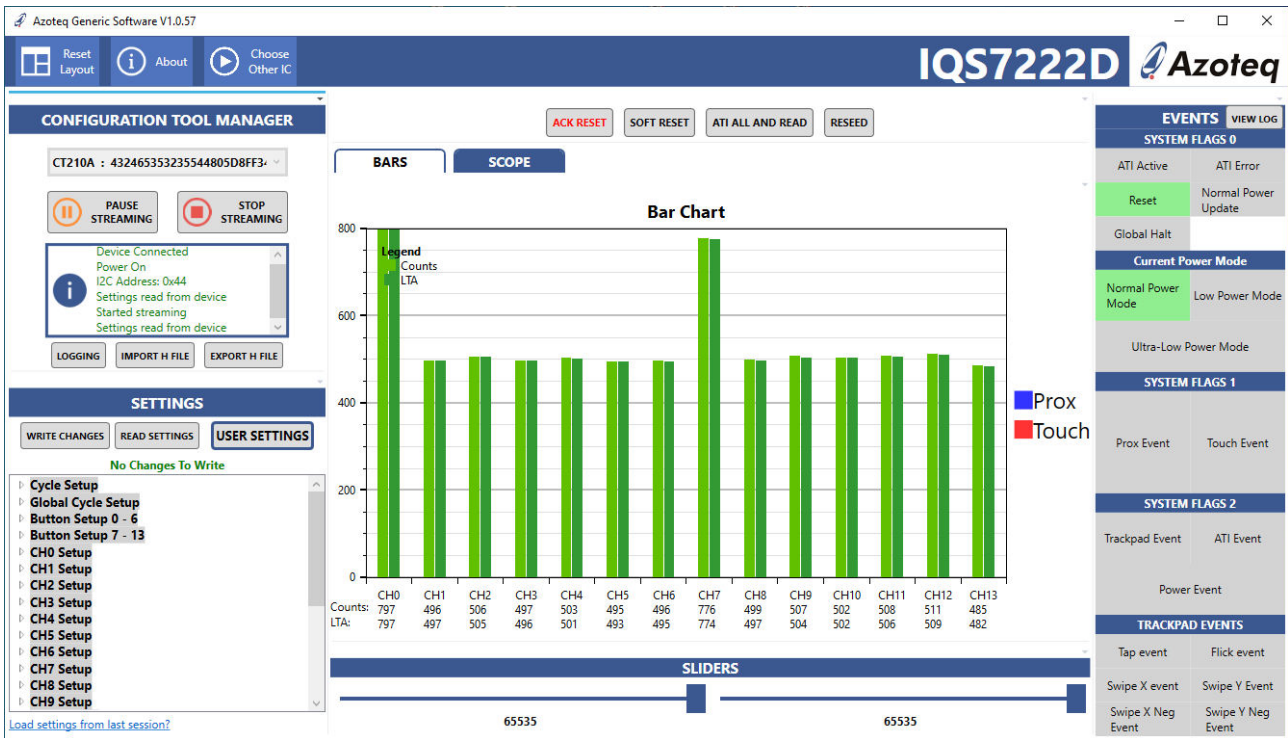 Azoteq Generic Software V1.0.57
Reset Layout
About
Choose Other IC
IQS7222D
Azoteq
CONFIGURATION TOOL MANAGER
PAUSE STREAMING
STOP STREAMING
Device Connected
Power On
I2C Address: 0x44
Settings read from device
Started streaming
Settings read from device
LOGGING
IMPORT H FILE
EXPORT H FILE
SETTINGS
WRITE CHANGES
READ SETTINGS
USER SETTINGS
No Changes To Write
Cycle Setup
Global Cycle Setup
Button Setup 0 - 6
Button Setup 7 - 13
CH0 Setup
CH1 Setup
CH2 Setup
CH3 Setup
CH4 Setup
CH5 Setup
CH6 Setup
CH7 Setup
CH8 Setup
CH9 Setup
Load settings from last session?
ACK RESET
SOFT RESET
ATI ALL AND READ
RESEED
BARS
SCOPE
Bar Chart
Legend
Counts
LTA
800
600
400
200
0
CH0 CH1 CH2 CH3 CH4 CH5 CH6 CH7 CH8 CH9 CH10 CH11 CH12 CH13
Counts: 797 496 506 497 503 495 496 776 499 507 502 508 511 485
LTA: 797 497 505 496 501 493 495 774 497 504 502 506 509 482
Prox
Touch
SLIDERS
65535
65535
EVENTS
VIEW LOG
SYSTEM FLAGS 0
ATI Active
ATI Error
Reset
Normal Power Update
Global Halt
Current Power Mode
Normal Power Mode
Low Power Mode
Ultra-Low Power Mode
SYSTEM FLAGS 1
Prox Event
Touch Event
SYSTEM FLAGS 2
Trackpad Event
ATI Event
Power Event
TRACKPAD EVENTS
Tap event
Flick event
Swipe X event
Swipe Y Event
Swipe X Neg Event
Swipe Y Neg Event